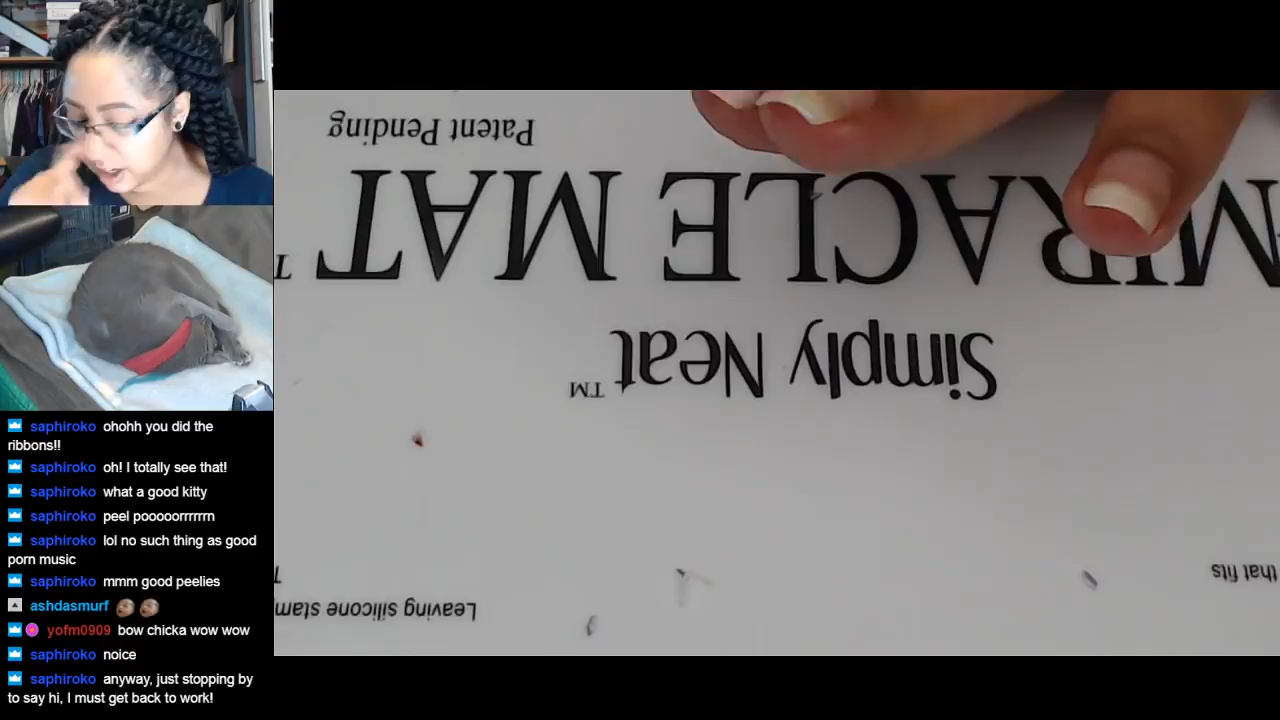 Patent Pending
MIRACLE MAT
Simply Neat™
that fits
Leaving silicone stam
saphiroko ohohh you did the
ribbons!!
saphiroko oh! I totally see that!
saphiroko what a good kitty
saphiroko peel pooooorrrrrrn
saphiroko lol no such thing as good
porn music
saphiroko mmm good peelies
ashdasmurf
yofm0909 bow chicka wow wow
saphiroko noice
saphiroko anyway, just stopping by
to say hi, I must get back to work!